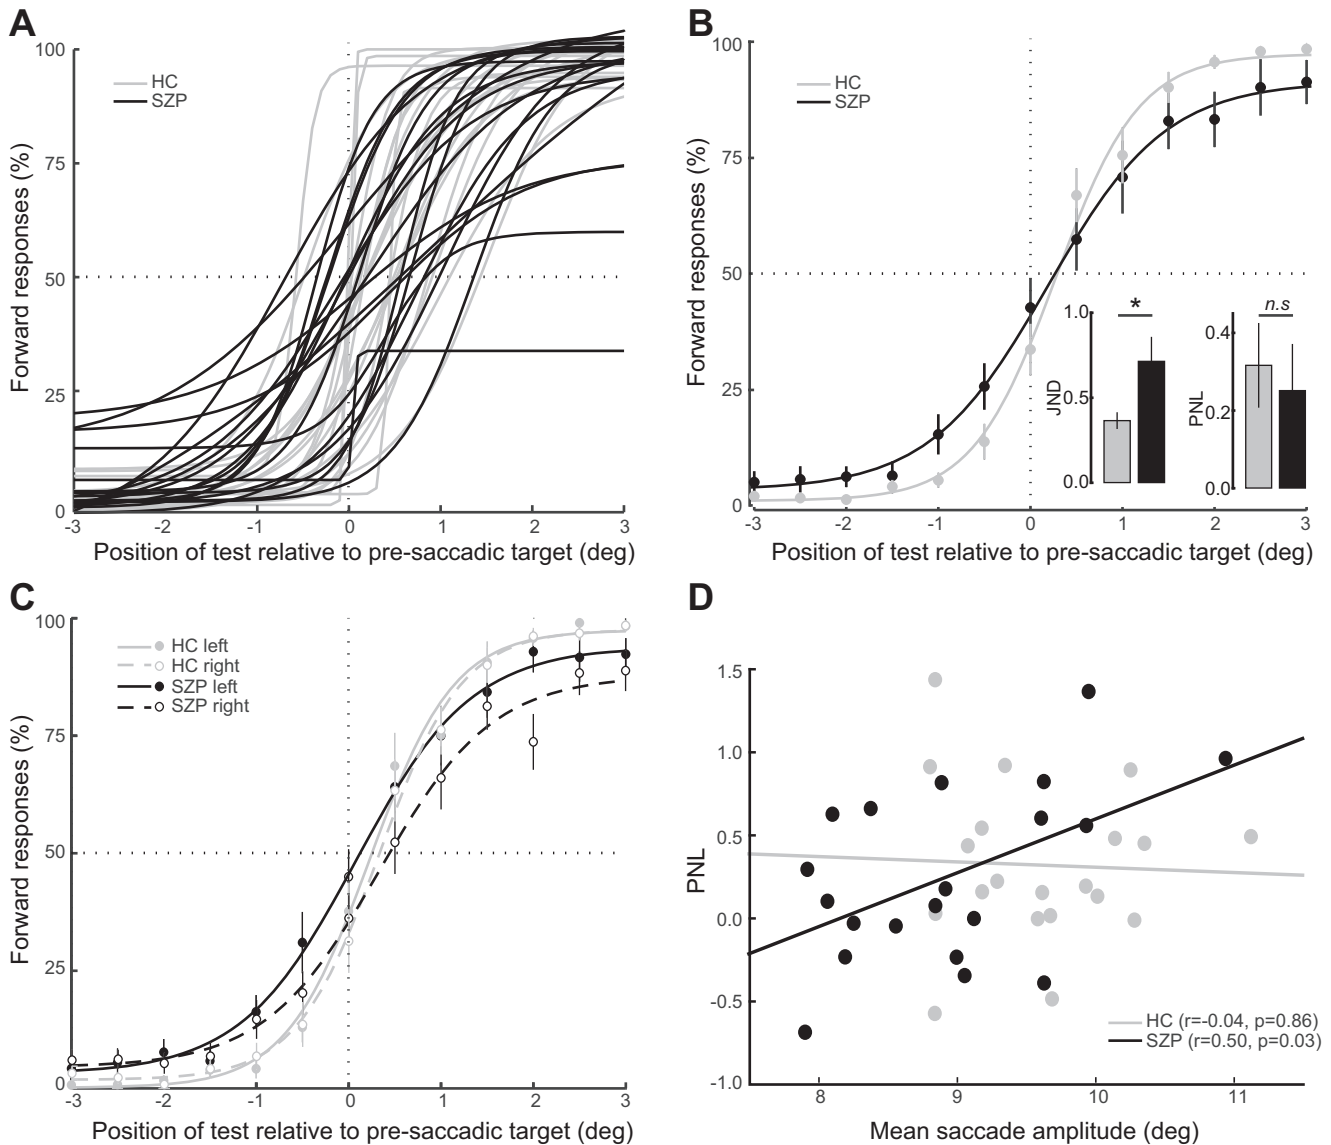 A
HC
SZP
100
75
50
25
0
-3
-2
-1
0
1
2
3
Forward responses (%)
Position of test relative to pre-saccadic target (deg)
B
HC
SZP
100
75
50
25
0
-3
-2
-1
0
1
2
3
Forward responses (%)
Position of test relative to pre-saccadic target (deg)
*
1.0
0.5
0.0
JND
n.s
0.4
0.2
0.0
PNL
C
HC left
HC right
SZP left
SZP right
100
75
50
25
0
-3
-2
-1
0
1
2
3
Forward responses (%)
Position of test relative to pre-saccadic target (deg)
D
1.5
1.0
0.5
0.0
-0.5
-1.0
PNL
HC (r=-0.04, p=0.86)
SZP (r=0.50, p=0.03)
8
9
10
11
Mean saccade amplitude (deg)